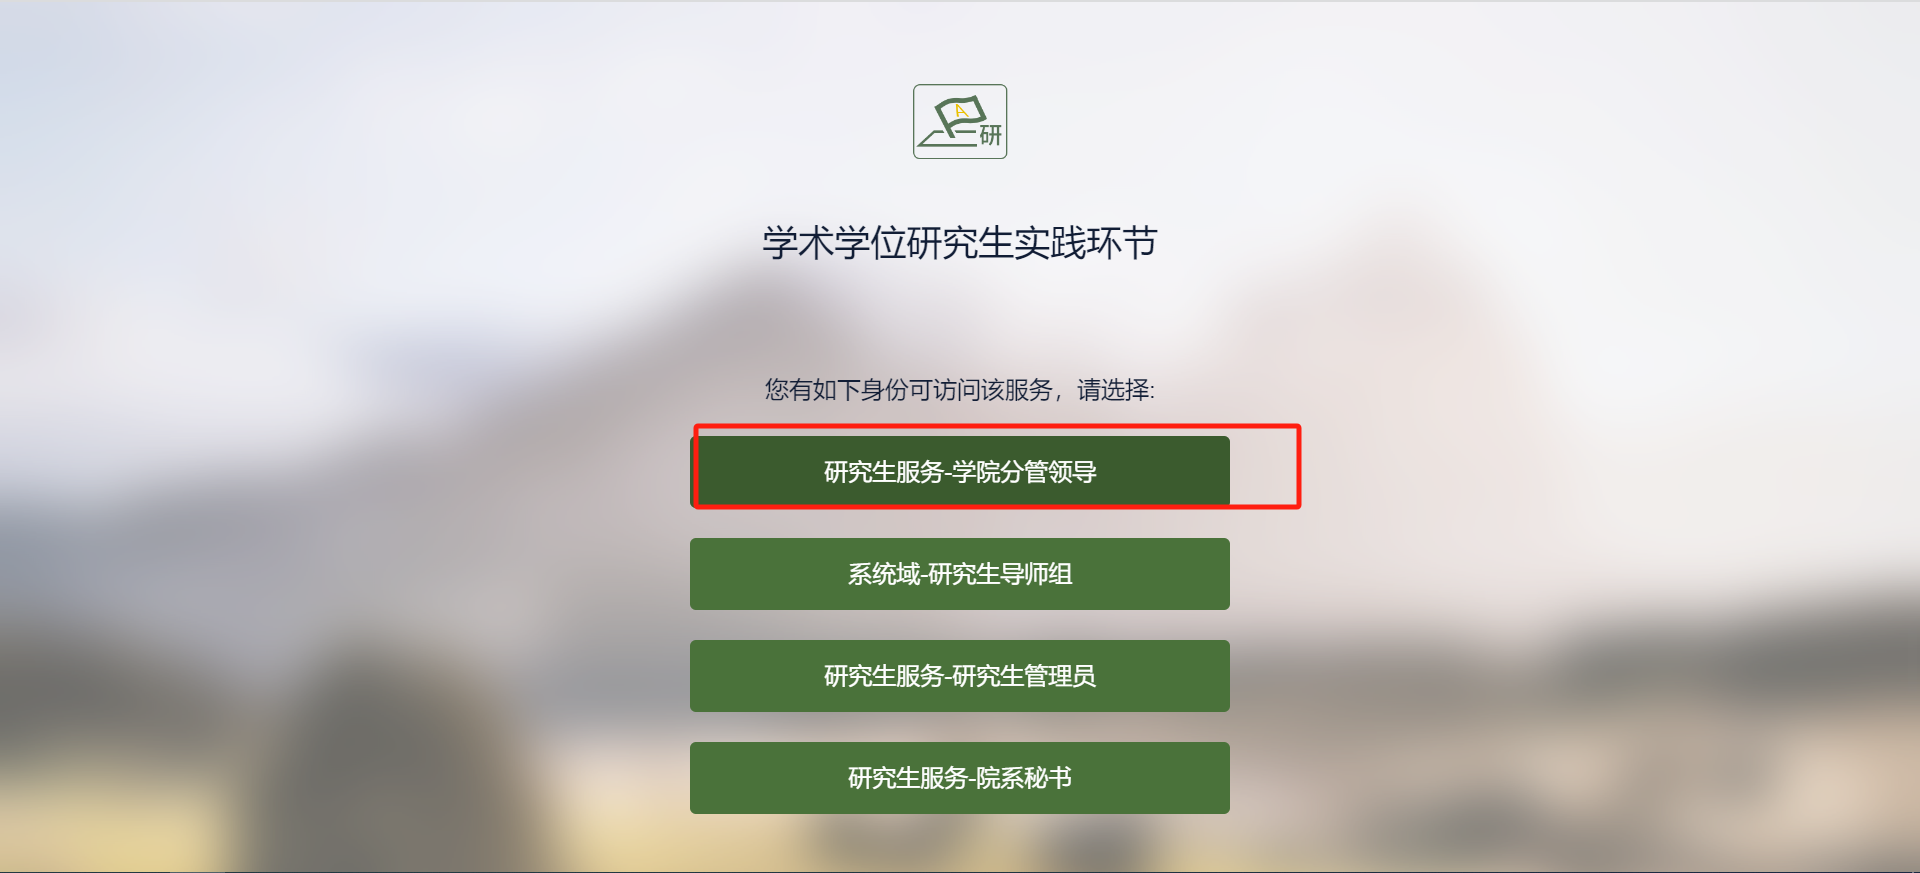 A
研
学术学位研究生实践环节
您有如下身份可访问该服务，请选择:
研究生服务-学院分管领导
系统域-研究生导师组
研究生服务-研究生管理员
研究生服务-院系秘书